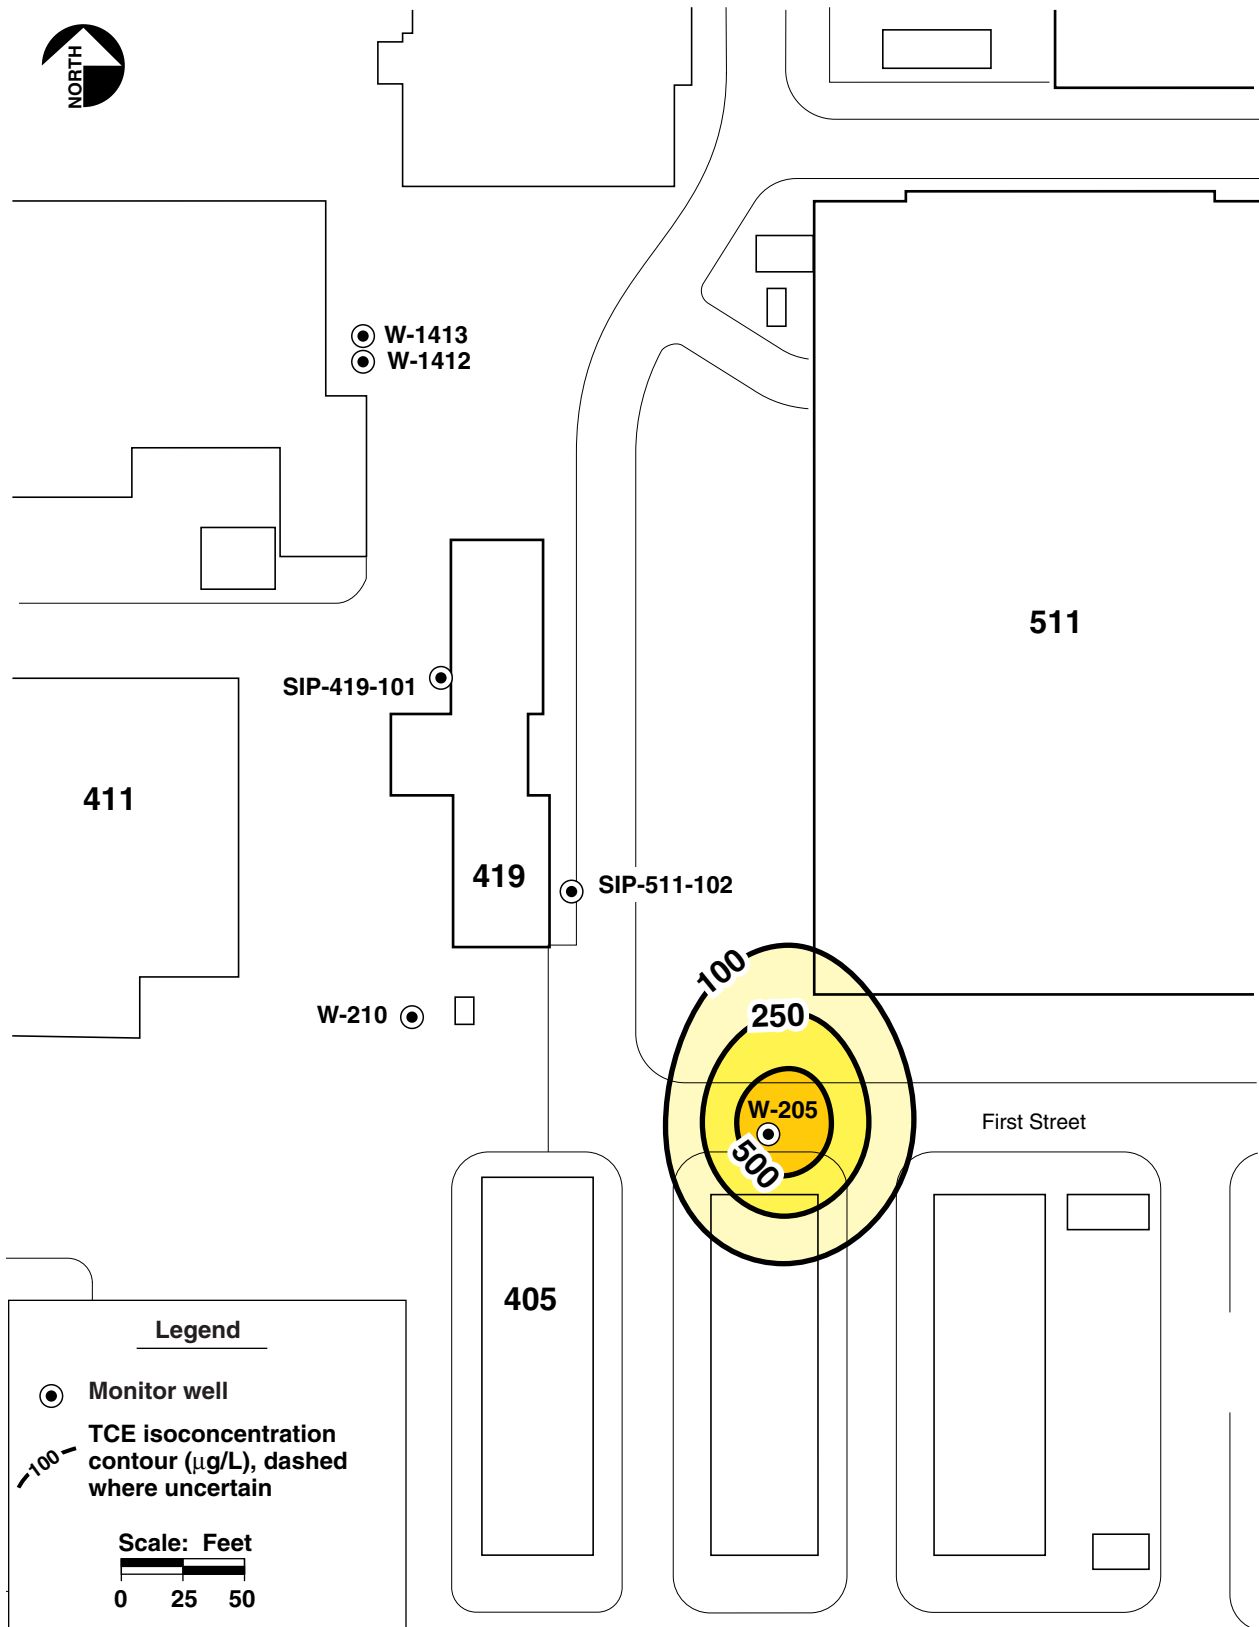 NORTH
W-1413
W-1412
511
SIP-419-101
411
419
SIP-511-102
100
W-210
250
W-205
First Street
500
405
Legend
Monitor well
100
TCE isoconcentration
contour (µg/L), dashed
where uncertain
Scale: Feet
0 25 50